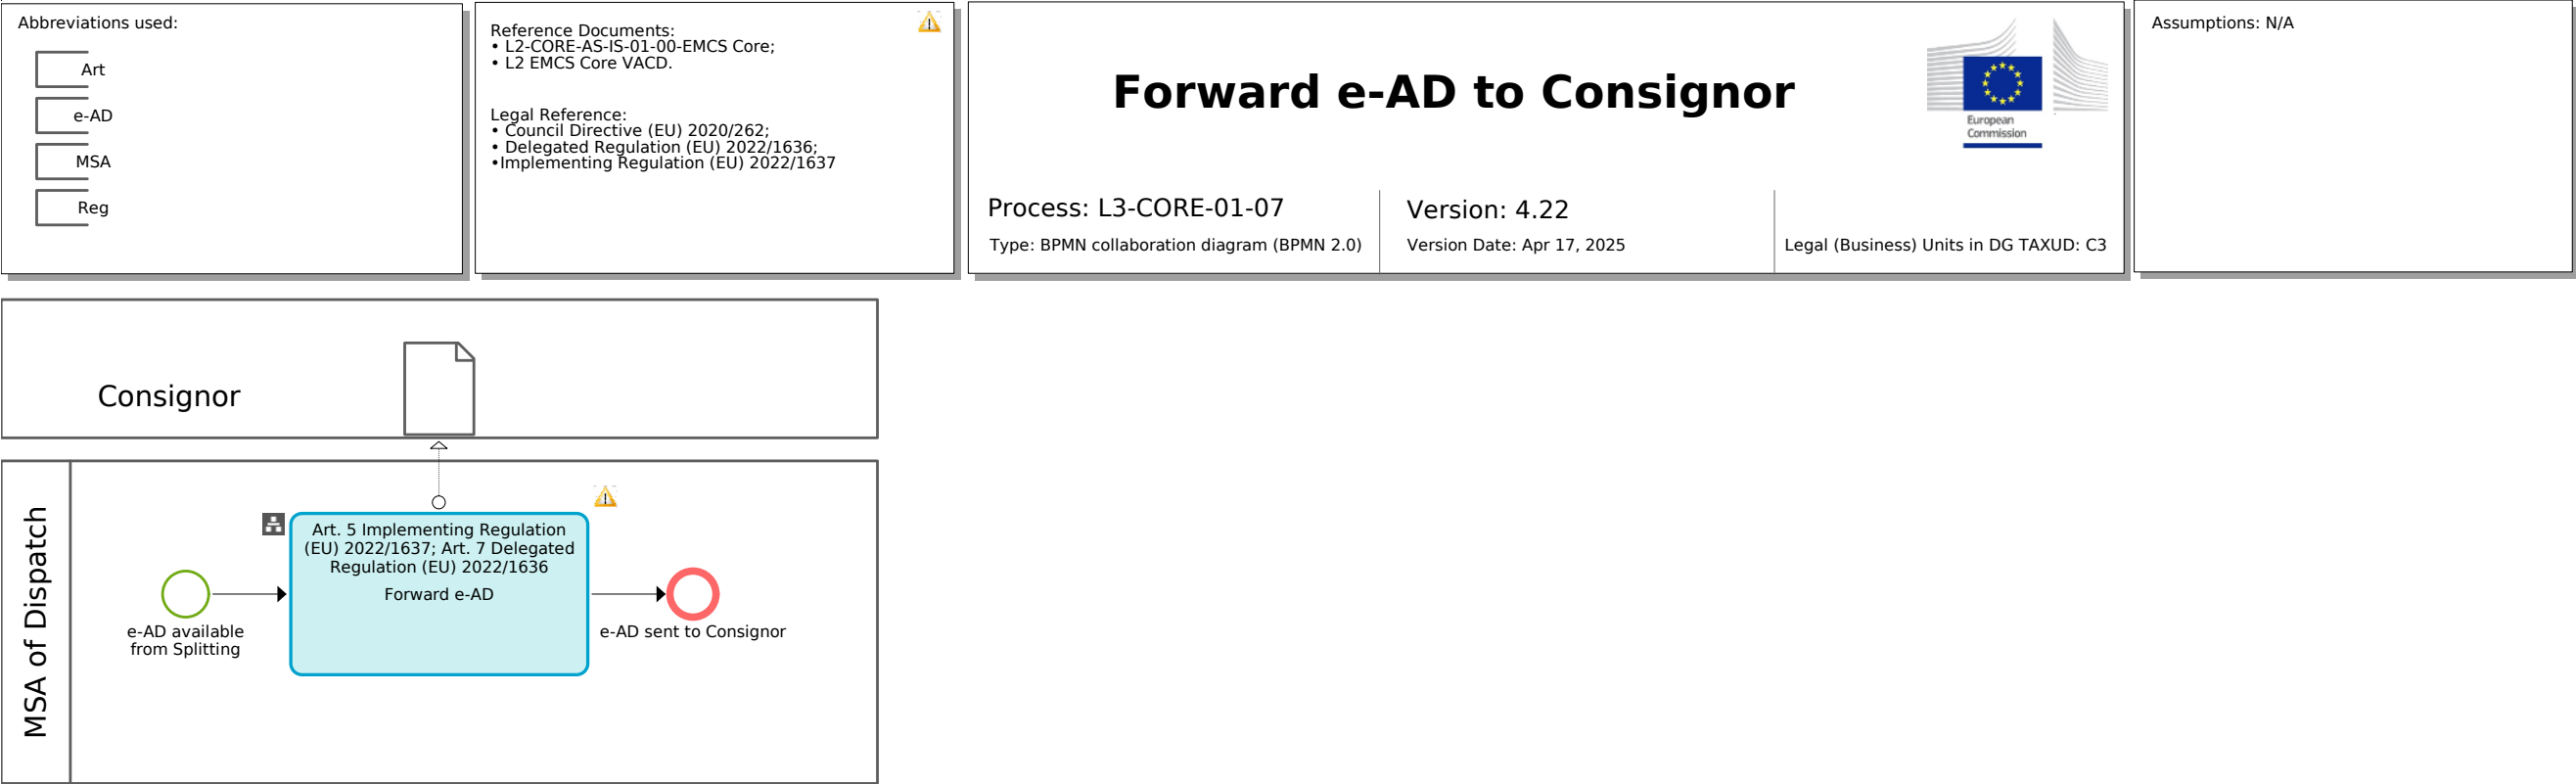 Abbreviations used:
Art
e-AD
MSA
Reg
Reference Documents:
• L2-CORE-AS-IS-01-00-EMCS Core;
• L2 EMCS Core VACD.
Legal Reference:
• Council Directive (EU) 2020/262;
• Delegated Regulation (EU) 2022/1636;
•Implementing Regulation (EU) 2022/1637
Forward e-AD to Consignor
European
Commission
Process: L3-CORE-01-07
Type: BPMN collaboration diagram (BPMN 2.0)
Version: 4.22
Version Date: Apr 17, 2025
Legal (Business) Units in DG TAXUD: C3
Assumptions: N/A
Consignor
MSA of Dispatch
e-AD available
from Splitting
Art. 5 Implementing Regulation
(EU) 2022/1637; Art. 7 Delegated
Regulation (EU) 2022/1636
Forward e-AD
e-AD sent to Consignor